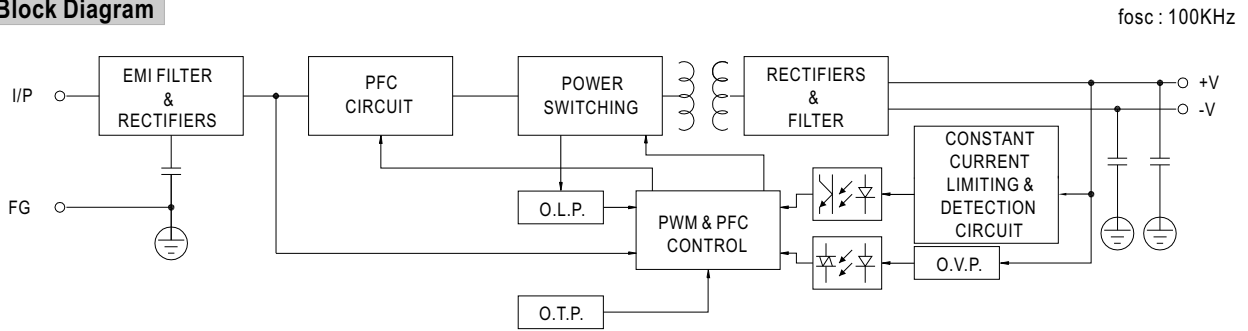 Block Diagram
fosc : 100KHz
I/P
EMI FILTER
&
RECTIFIERS
PFC
CIRCUIT
POWER
SWITCHING
RECTIFIERS
&
FILTER
+V
-V
FG
O.L.P.
PWM & PFC
CONTROL
CONSTANT
CURRENT
LIMITING &
DETECTION
CIRCUIT
O.V.P.
O.T.P.